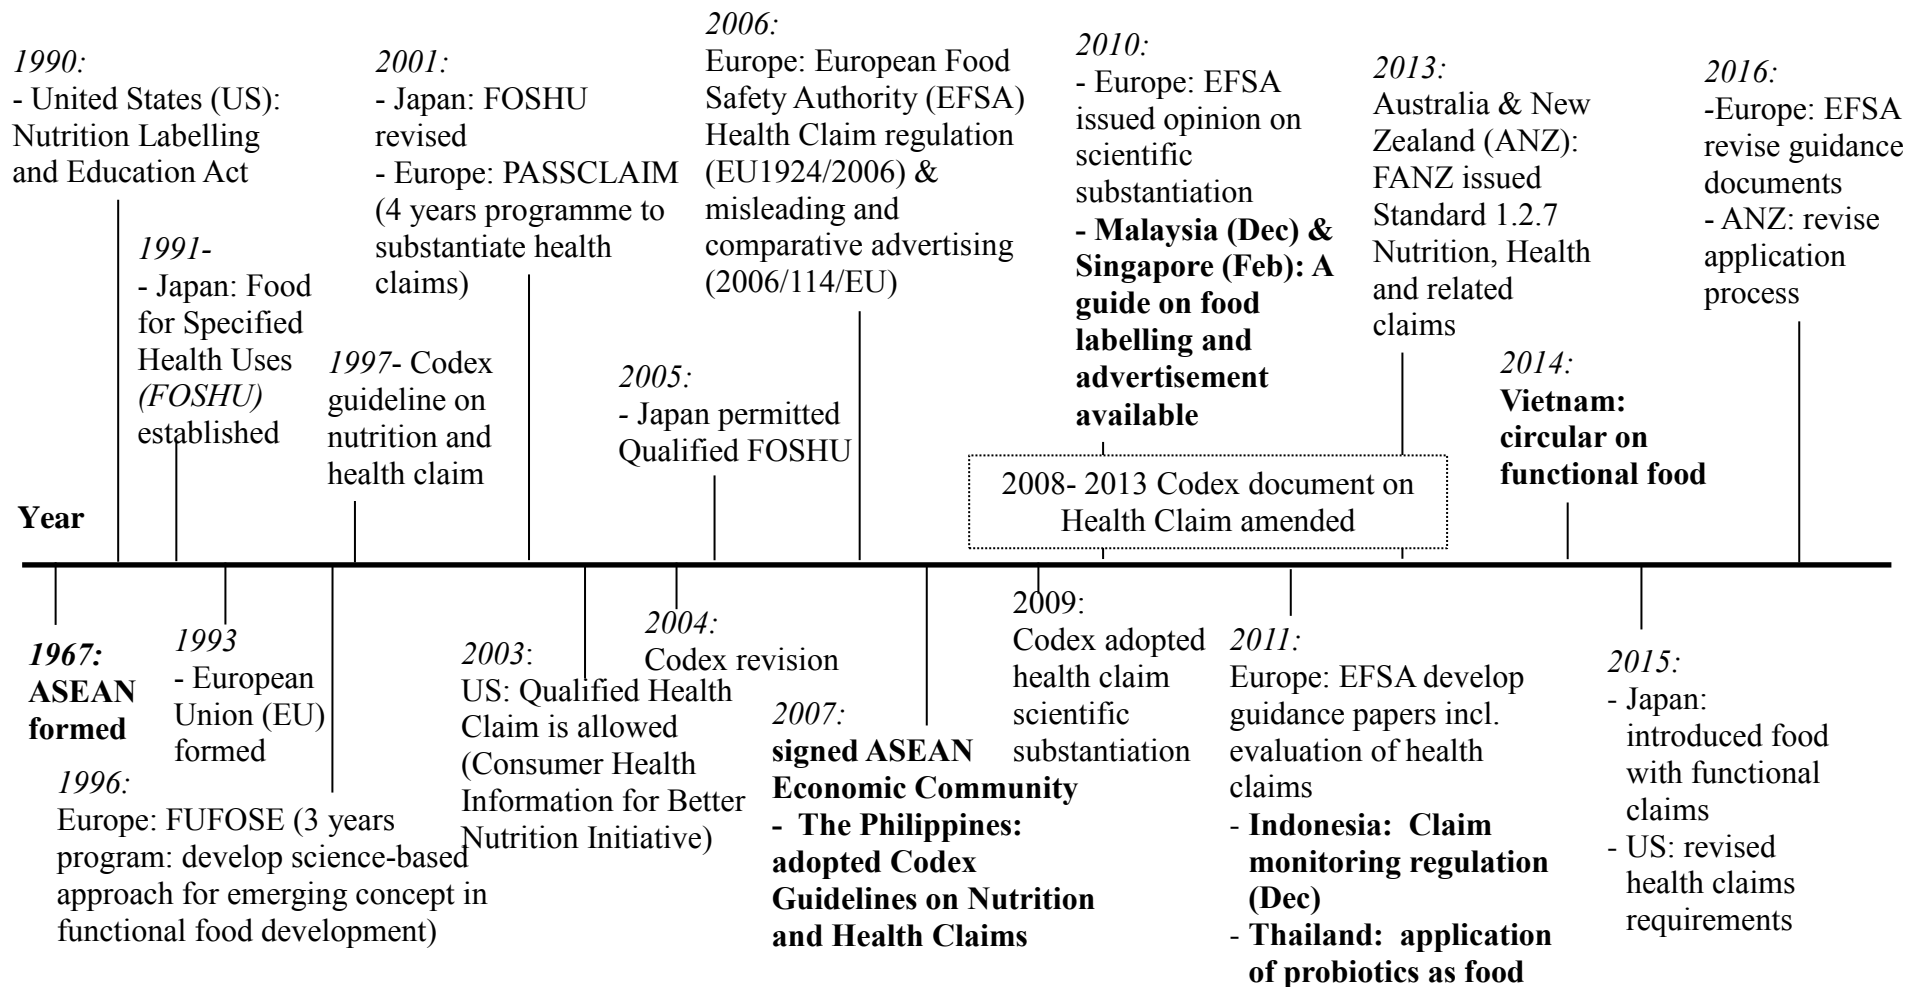 1990:
- United States (US):
Nutrition Labelling
and Education Act
1991-
- Japan: Food
for Specified
Health Uses
(FOSHU)
established
1997- Codex
guideline on
nutrition and
health claim
2001:
- Japan: FOSHU
revised
- Europe: PASSCLAIM
(4 years programme to
substantiate health
claims)
2005:
- Japan permitted
Qualified FOSHU
2006:
Europe: European Food
Safety Authority (EFSA)
Health Claim regulation
(EU1924/2006) &
misleading and
comparative advertising
(2006/114/EU)
2010:
- Europe: EFSA
issued opinion on
scientific
substantiation
- Malaysia (Dec) &
Singapore (Feb): A
guide on food
labelling and
advertisement
available
2008- 2013 Codex document on
Health Claim amended
2013:
Australia & New
Zealand (ANZ):
FANZ issued
Standard 1.2.7
Nutrition, Health
and related
claims
2014:
Vietnam:
circular on
functional food
2016:
-Europe: EFSA
revise guidance
documents
- ANZ: revise
application
process
Year
1967:
ASEAN
formed
1993
- European
Union (EU)
formed
1996:
Europe: FUFOSE (3 years
program: develop science-based
approach for emerging concept in
functional food development)
2003:
US: Qualified Health
Claim is allowed
(Consumer Health
Information for Better
Nutrition Initiative)
2004:
Codex revision
2007:
signed ASEAN
Economic Community
- The Philippines:
adopted Codex
Guidelines on Nutrition
and Health Claims
2009:
Codex adopted
health claim
scientific
substantiation
2011:
Europe: EFSA develop
guidance papers incl.
evaluation of health
claims
- Indonesia: Claim
monitoring regulation
(Dec)
- Thailand: application
of probiotics as food
2015:
- Japan:
introduced food
with functional
claims
- US: revised
health claims
requirements